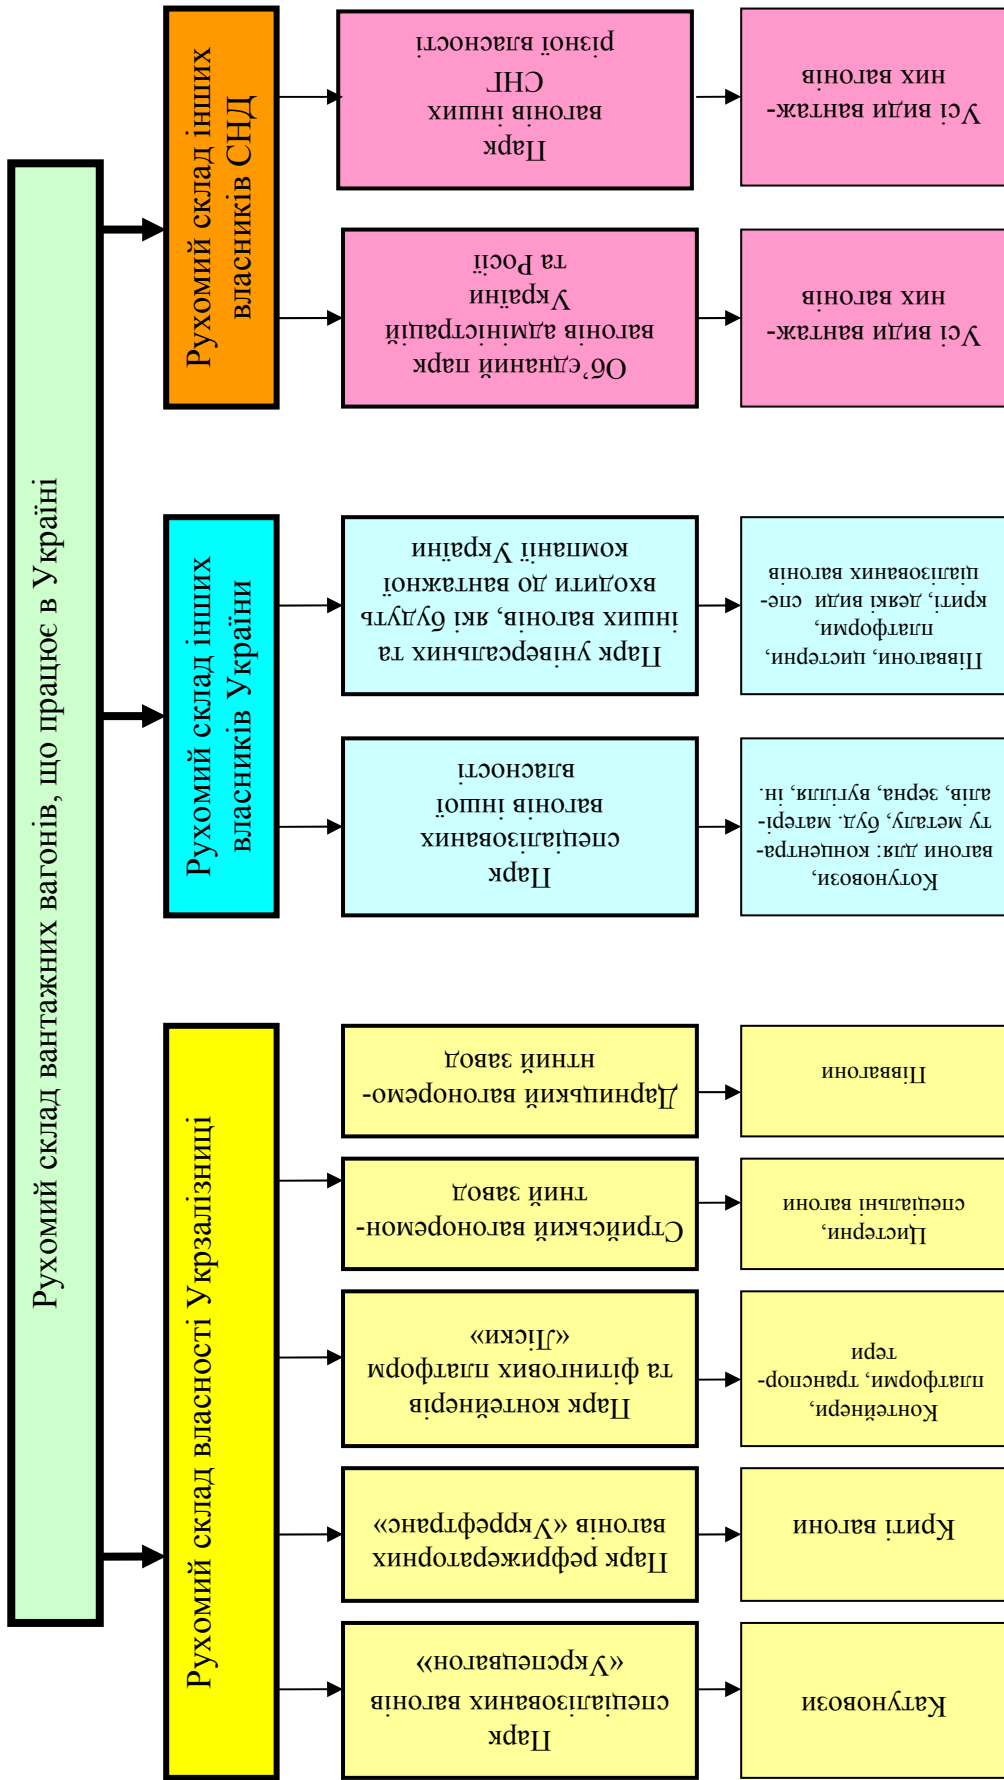 Рухомий склад вантажних вагонів, що працює в Україні
Рухомий склад власності Укрзалізниці
Рухомий склад інших
власників України
Рухомий склад інших
власників СНД
Парк
спеціалізованих вагонів
«Укрспецвагон»
Парк рефрижераторних
вагонів «Укррефтранс»
Парк контейнерів
та фітингових платформ
«Ліски»
Стрийський вагоноремон-
тний завод
Дарницький вагоноремо-
нтний завод
Парк
спеціалізованих
вагонів іншої
власності
Парк універсальних та
інших вагонів, які будуть
входити до вантажної
компанії України
Об’єднаний парк
вагонів адміністрацій
України
та Росії
Парк
вагонів інших
СНГ
різної власності
Катуновози
Криті вагони
Контейнери,
платформи, транспор-
тери
Цистерни,
спеціальні вагони
Піввагони
Котуновози,
вагони для: концентра-
ту металу, буд. матері-
алів, зерна, вугілля, ін.
Піввагони, цистерни,
платформи,
криті, деякі види спе-
ціалізованих вагонів
Усі види вантаж-
них вагонів
Усі види вантаж-
них вагонів